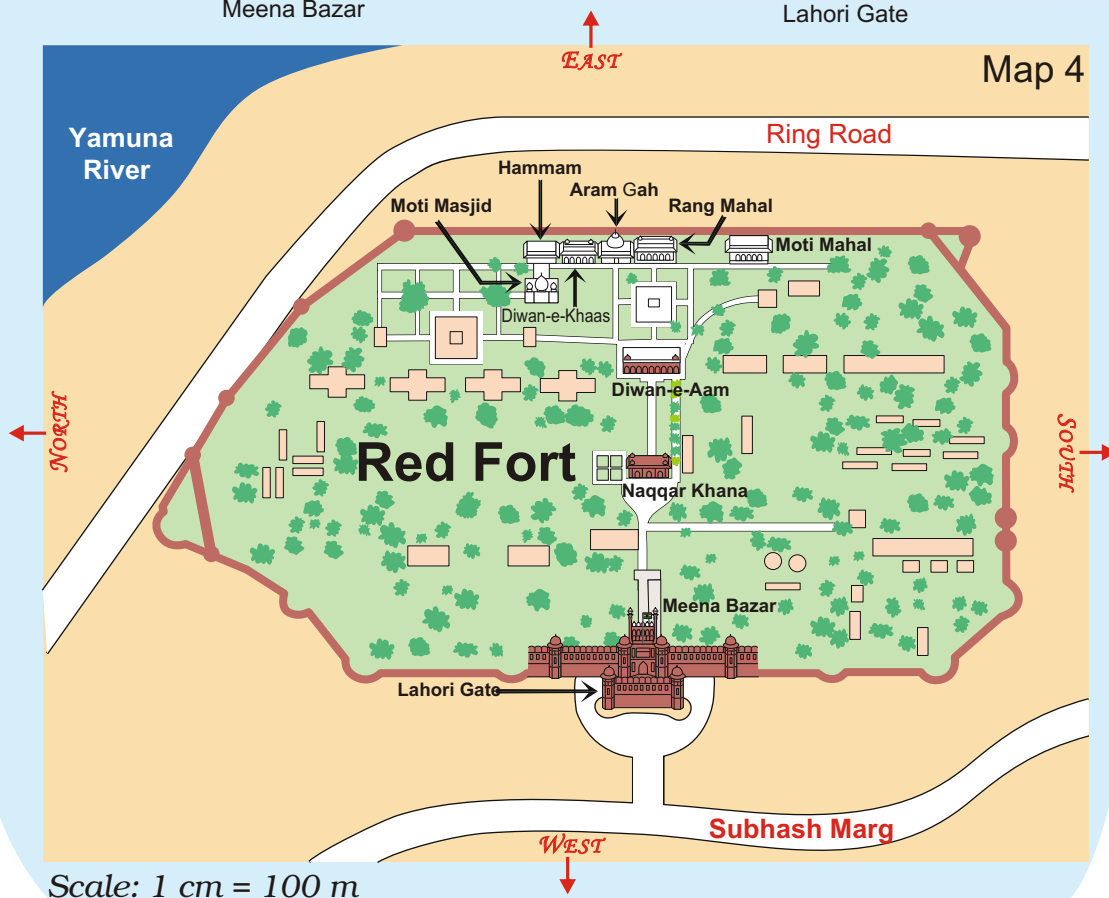 Meena Bazar
Lahori Gate
EAST
Map 4
Yamuna
River
Ring Road
Hammam
Aram Gah
Moti Masjid
Rang Mahal
Moti Mahal
Diwan-e-Khaas
Diwan-e-Aam
NORTH
SOUTH
Red Fort
Naqqar Khana
Meena Bazar
Lahori Gate
Subhash Marg
WEST
Scale: 1 cm = 100 m